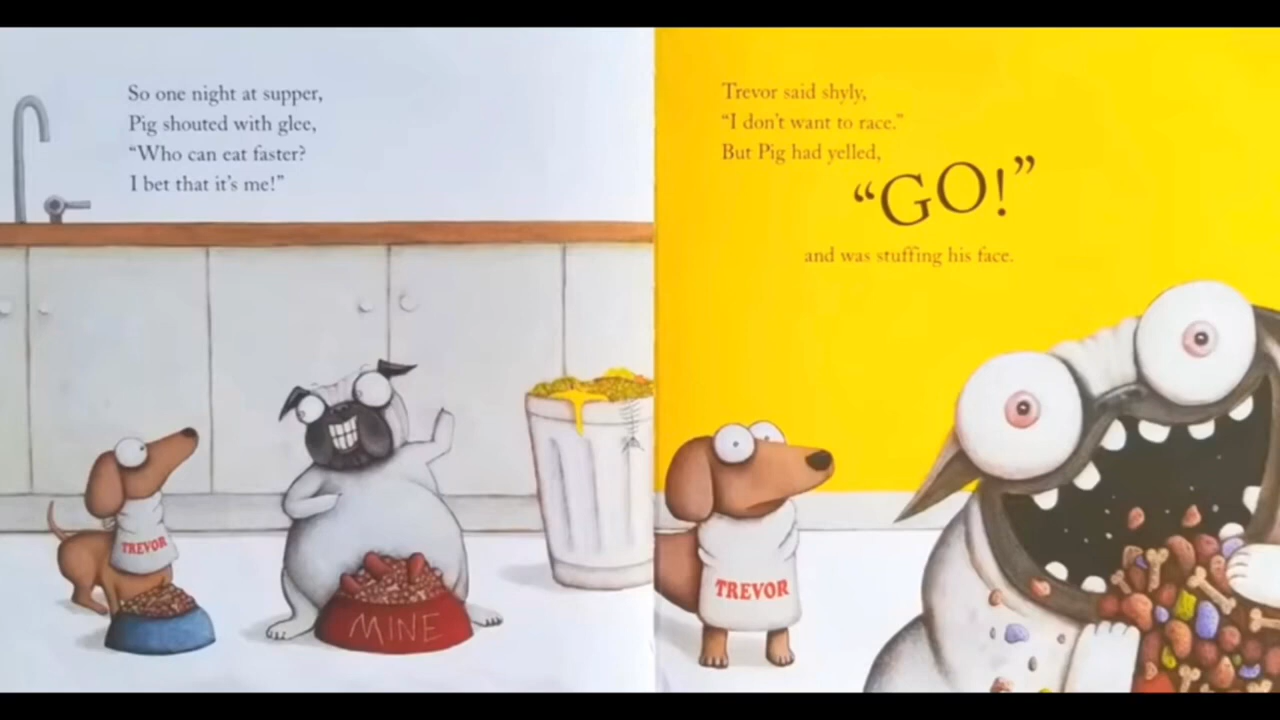 So one night at supper,
Pig shouted with glee,
“Who can eat faster?
I bet that it’s me!”
TREVOR
MINE
Trevor said shyly,
“I don’t want to race.”
But Pig had yelled,
“GO!”
and was stuffing his face.
TREVOR